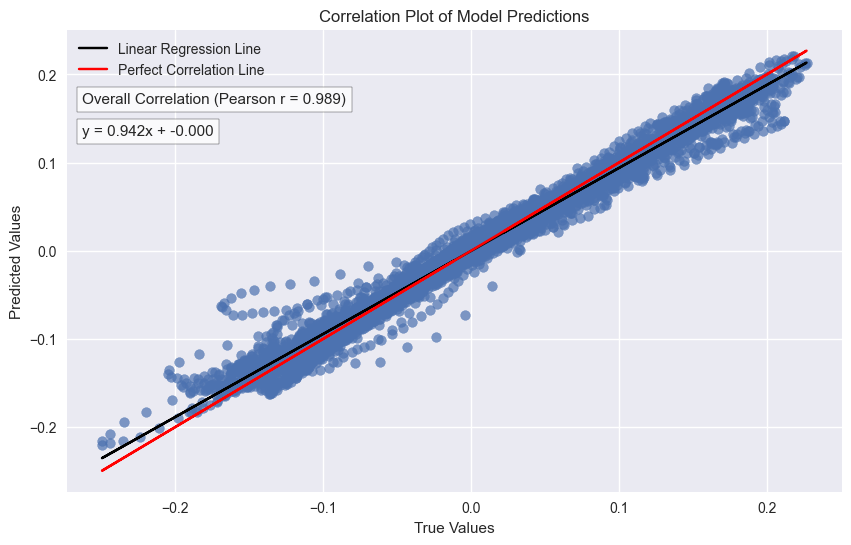 Correlation Plot of Model Predictions
Linear Regression Line
Perfect Correlation Line
Overall Correlation (Pearson r = 0.989)
y = 0.942x + -0.000
Predicted Values
0.2
0.1
0.0
−0.1
−0.2
−0.2
−0.1
0.0
0.1
0.2
True Values